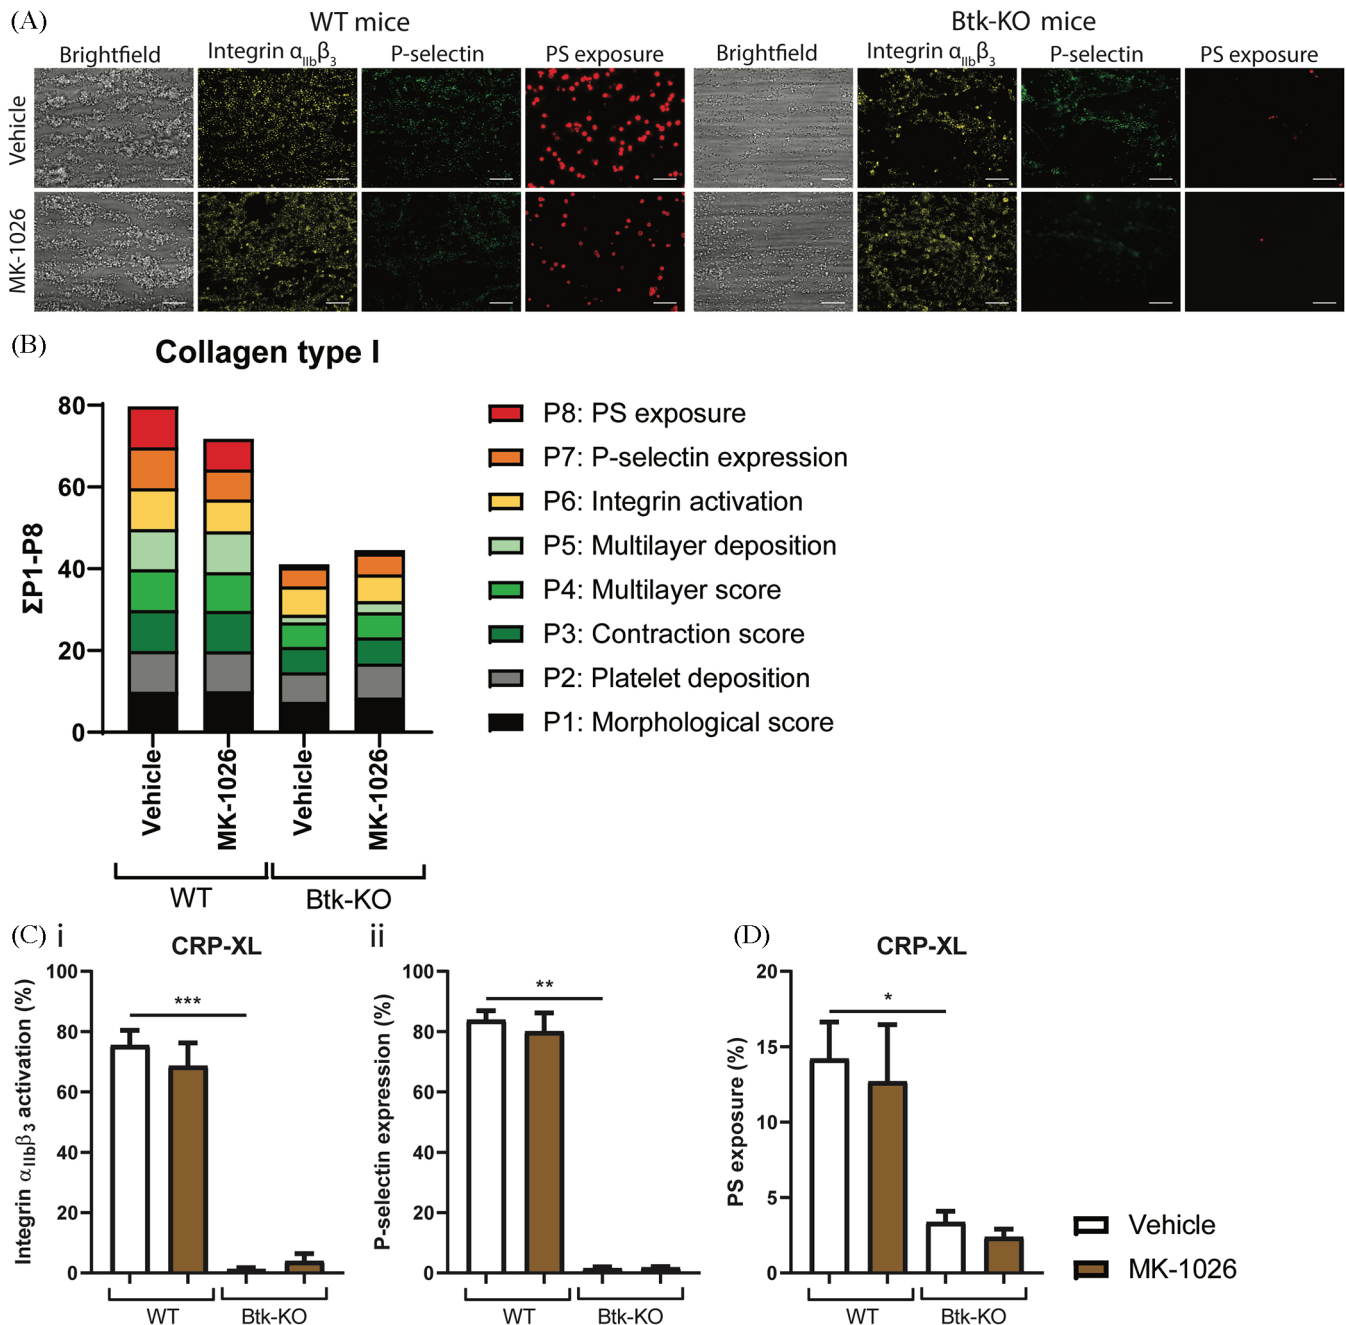 (A)
WT mice
Btk-KO mice
Brightfield
Integrin αIIbβ3
P-selectin
PS exposure
Brightfield
Integrin αIIbβ3
P-selectin
PS exposure
Vehicle
MK-1026
(B)
Collagen type I
ΣP1-P8
80
60
40
20
0
Vehicle
MK-1026
Vehicle
MK-1026
WT
Btk-KO
P8: PS exposure
P7: P-selectin expression
P6: Integrin activation
P5: Multilayer deposition
P4: Multilayer score
P3: Contraction score
P2: Platelet deposition
P1: Morphological score
(C) i
CRP-XL
Integrin αIIbβ3 activation (%)
100
80
60
40
20
0
***
WT
Btk-KO
ii
P-selectin expression (%)
100
80
60
40
20
0
**
WT
Btk-KO
(D)
CRP-XL
PS exposure (%)
20
15
10
5
0
*
WT
Btk-KO
Vehicle
MK-1026